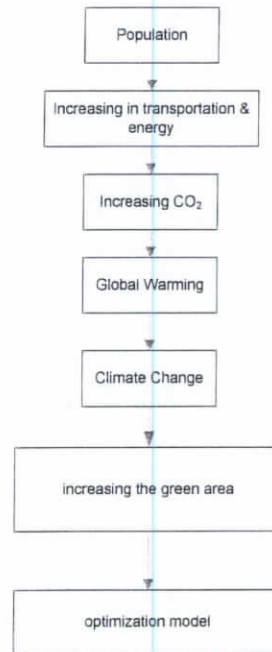 Population
Increasing in transportation &
energy
Increasing CO₂
Global Warming
Climate Change
increasing the green area
optimization model